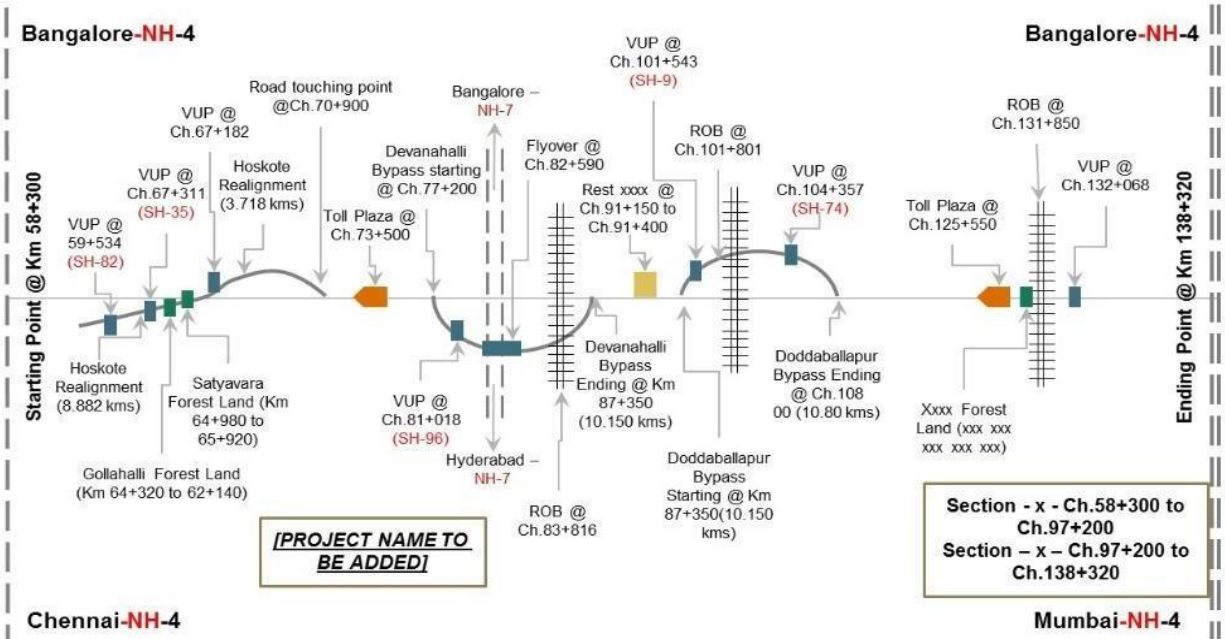 Bangalore-NH-4
Bangalore-NH-4
Starting Point @ Km 58+300
Ending Point @ Km 138+320
VUP @
59+534
(SH-82)
VUP @
Ch.67+311
(SH-35)
VUP @
Ch.67+182
Road touching point
@Ch.70+900
Hoskote
Realignment
(3.718 kms)
Toll Plaza @
Ch.73+500
Devanahalli
Bypass starting
@ Ch.77+200
Bangalore –
NH-7
Flyover @
Ch.82+590
Rest xxxx @
Ch.91+150 to
Ch.91+400
VUP @
Ch.101+543
(SH-9)
ROB @
Ch.101+801
VUP @
Ch.104+357
(SH-74)
Toll Plaza @
Ch.125+550
ROB @
Ch.131+850
VUP @
Ch.132+068
Hoskote
Realignment
(8.882 kms)
Satyavara
Forest Land (Km
64+980 to
65+920)
Gollahalli Forest Land
(Km 64+320 to 62+140)
VUP @
Ch.81+018
(SH-96)
Hyderabad –
NH-7
ROB @
Ch.83+816
Devanahalli
Bypass
Ending @ Km
87+350
(10.150 kms)
Doddaballapur
Bypass
Starting @ Km
87+350(10.150
kms)
Doddaballapur
Bypass Ending
@ Ch.108
00 (10.80 kms)
Xxxx Forest
Land (xxx xxx
xxx xxx xxx)
[PROJECT NAME TO
BE ADDED]
Section - x - Ch.58+300 to
Ch.97+200
Section – x – Ch.97+200 to
Ch.138+320
Chennai-NH-4
Mumbai-NH-4